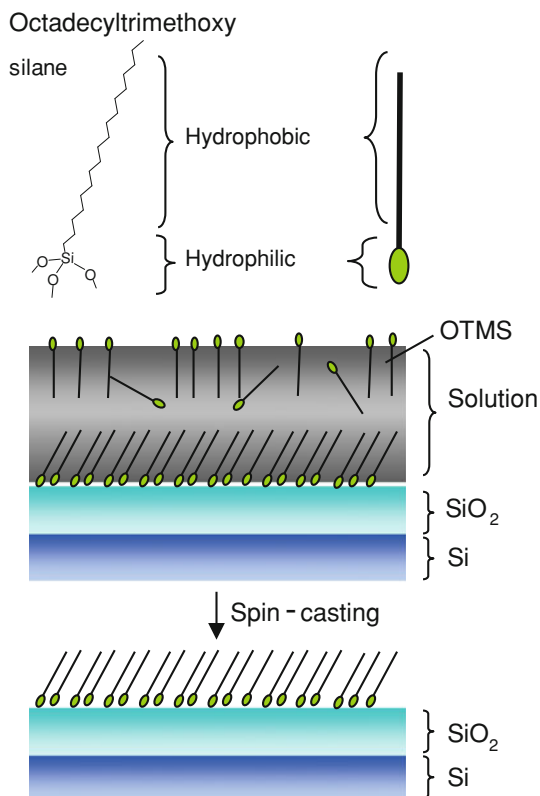 Octadecyltrimethoxy
silane
Hydrophobic
Si
O
O
O
Hydrophilic
OTMS
Solution
SiO2
Si
Spin - casting
SiO2
Si